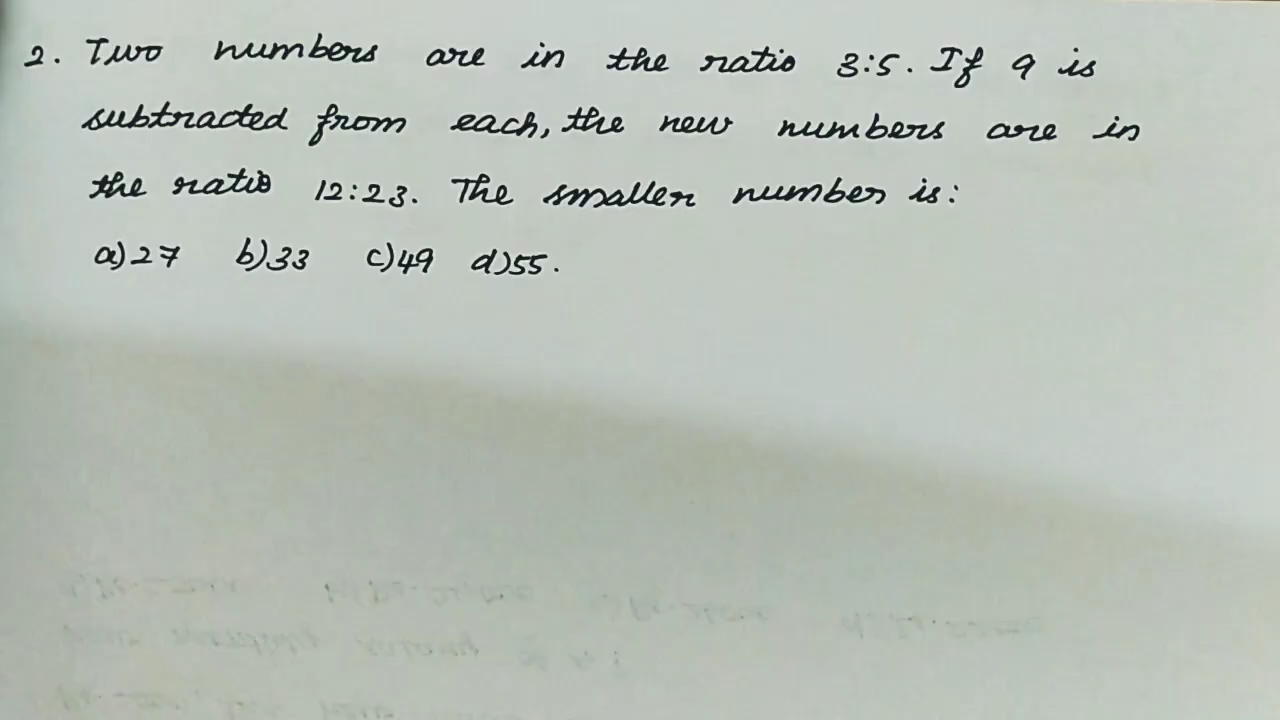 2. Two numbers are in the ratio 3:5. If 9 is
subtracted from each, the new numbers are in
the ratio 12:23. The smaller number is:
a)27 b)33 c)49 d)55.